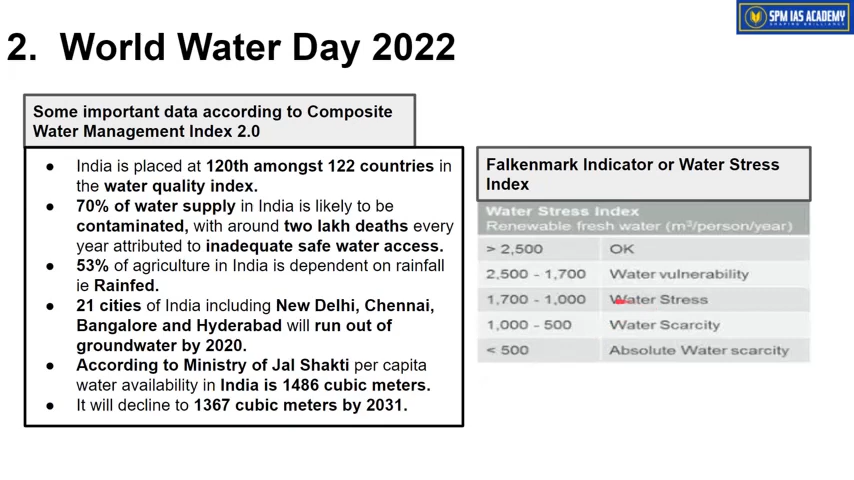 SPM IAS ACADEMY
SHAPING BRILLIANCE
2. World Water Day 2022
Some important data according to Composite
Water Management Index 2.0
● India is placed at 120th amongst 122 countries in
the water quality index.
● 70% of water supply in India is likely to be
contaminated, with around two lakh deaths every
year attributed to inadequate safe water access.
● 53% of agriculture in India is dependent on rainfall
ie Rainfed.
● 21 cities of India including New Delhi, Chennai,
Bangalore and Hyderabad will run out of
groundwater by 2020.
● According to Ministry of Jal Shakti per capita
water availability in India is 1486 cubic meters.
● It will decline to 1367 cubic meters by 2031.
Falkenmark Indicator or Water Stress
Index
Water Stress Index
Renewable fresh water (m³/person/year)
> 2,500 OK
2,500 - 1,700 Water vulnerability
1,700 - 1,000 Water Stress
1,000 - 500 Water Scarcity
< 500 Absolute Water scarcity